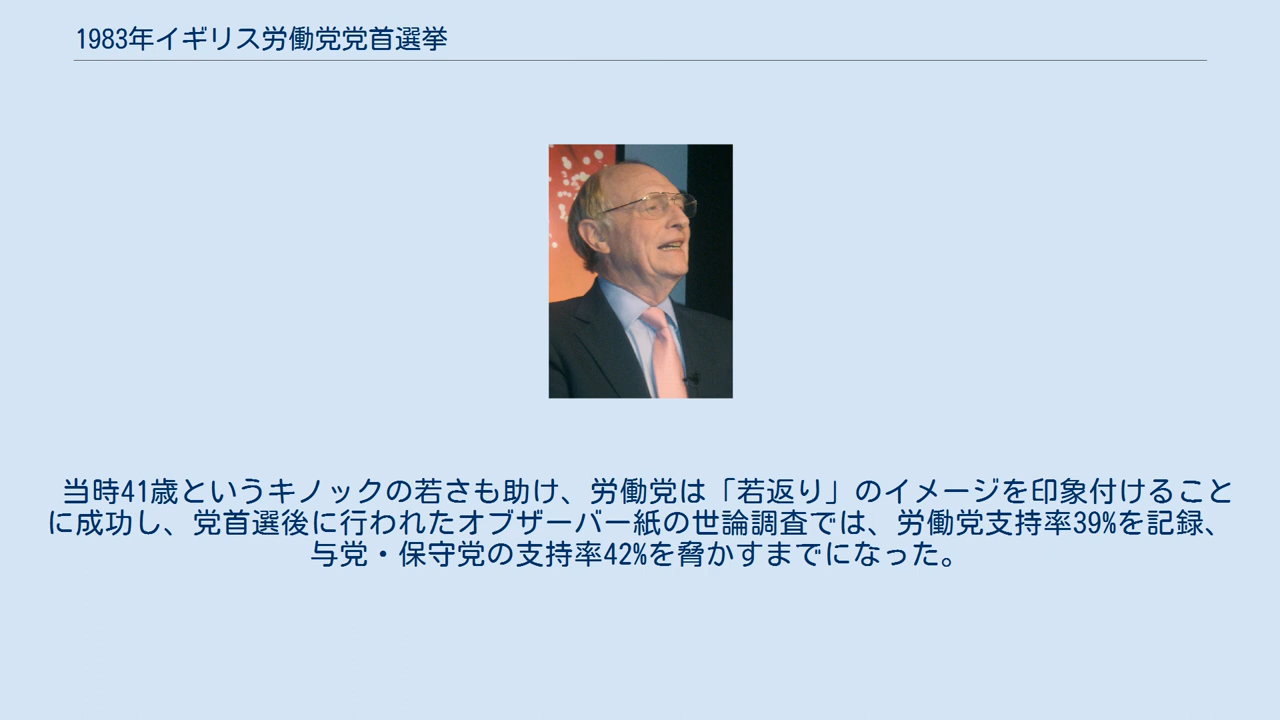 1983年イギリス労働党党首選挙
当時41歳というキノックの若さも助け、労働党は「若返り」のイメージを印象付けること
に成功し、党首選後に行われたオブザーバー紙の世論調査では、労働党支持率39%を記録、
与党・保守党の支持率42%を脅かすまでになった。